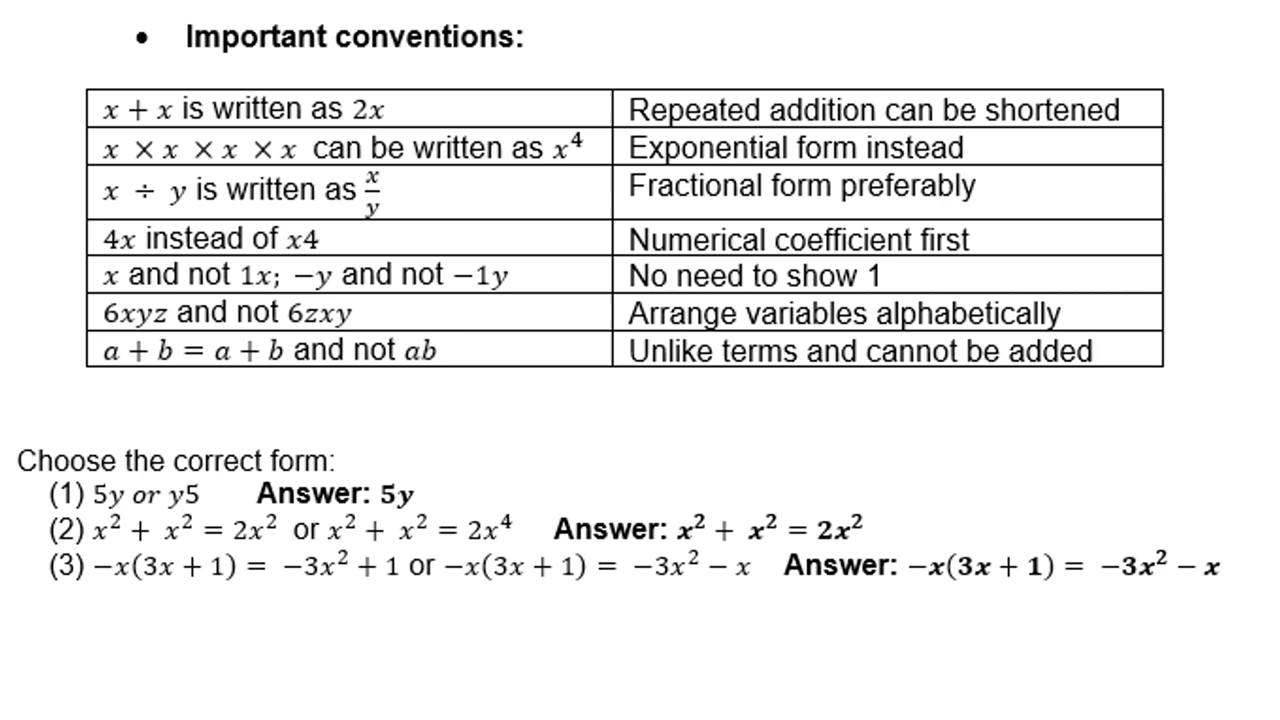 • Important conventions:
x + x is written as 2x
Repeated addition can be shortened
x × x × x × x can be written as x⁴
Exponential form instead
x ÷ y is written as x/y
Fractional form preferably
4x instead of x4
Numerical coefficient first
x and not 1x; −y and not −1y
No need to show 1
6xyz and not 6zxy
Arrange variables alphabetically
a + b = a + b and not ab
Unlike terms and cannot be added
Choose the correct form:
(1) 5y or y5 Answer: 5y
(2) x² + x² = 2x² or x² + x² = 2x⁴ Answer: x² + x² = 2x²
(3) −x(3x + 1) = −3x² + 1 or −x(3x + 1) = −3x² − x Answer: −x(3x + 1) = −3x² − x